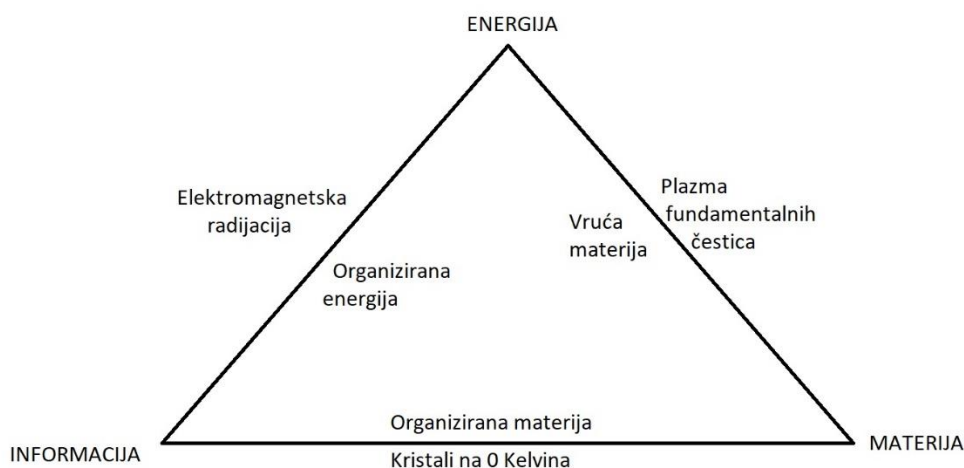 ENERGIJA
Elektromagnetska
radijacija
Organizirana
energija
Vruća
materija
Plazma
fundamentalnih
čestica
Organizirana materija
INFORMACIJA
MATERIJA
Kristali na 0 Kelvina